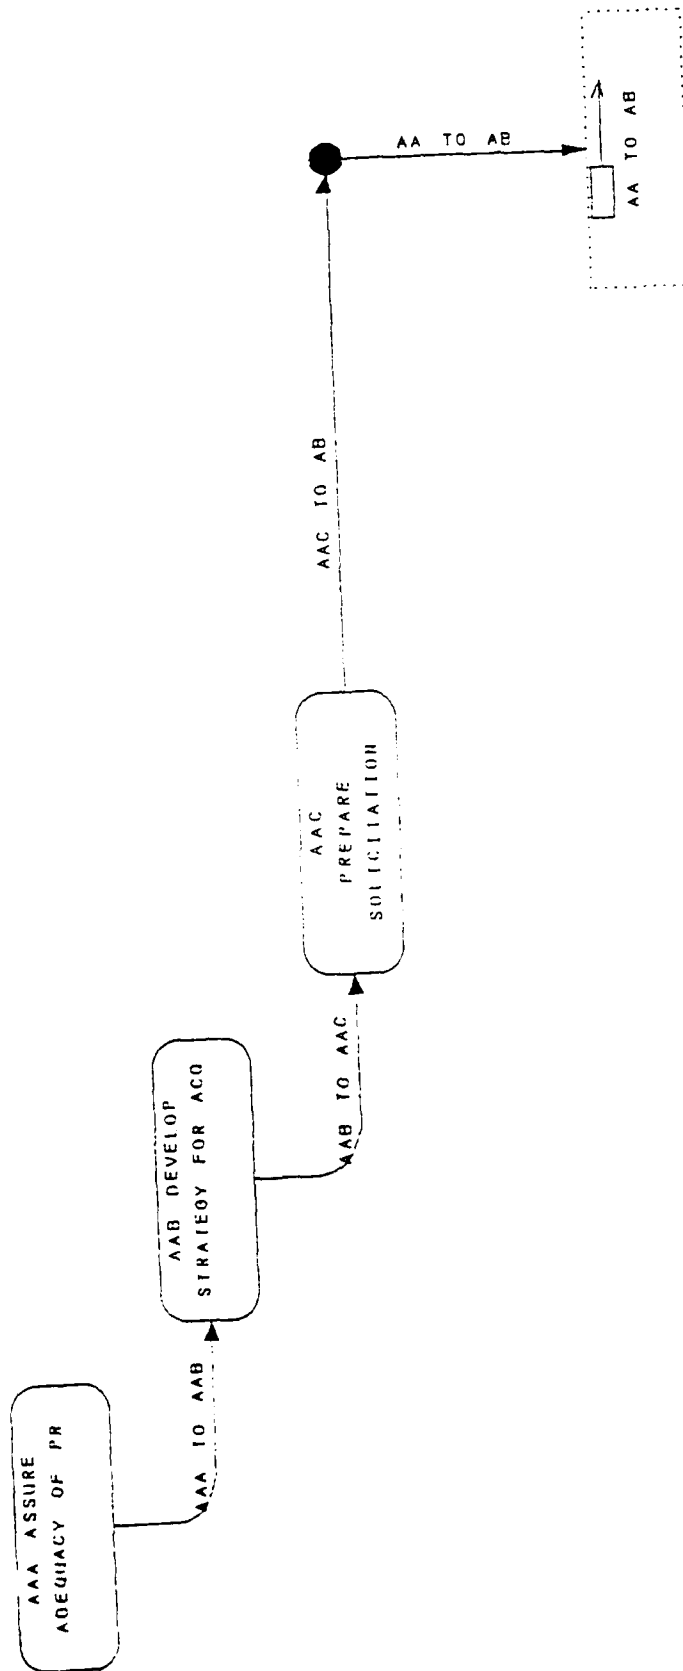 AAA ASSURE
ADEQUACY OF PR
AAA TO AAB
AAB DEVELOP
STRATEGY FOR ACQ
AAB TO AAC
AAC
PREPARE
SOLICITATION
AAC TO AB
AA TO AB
AA TO AB